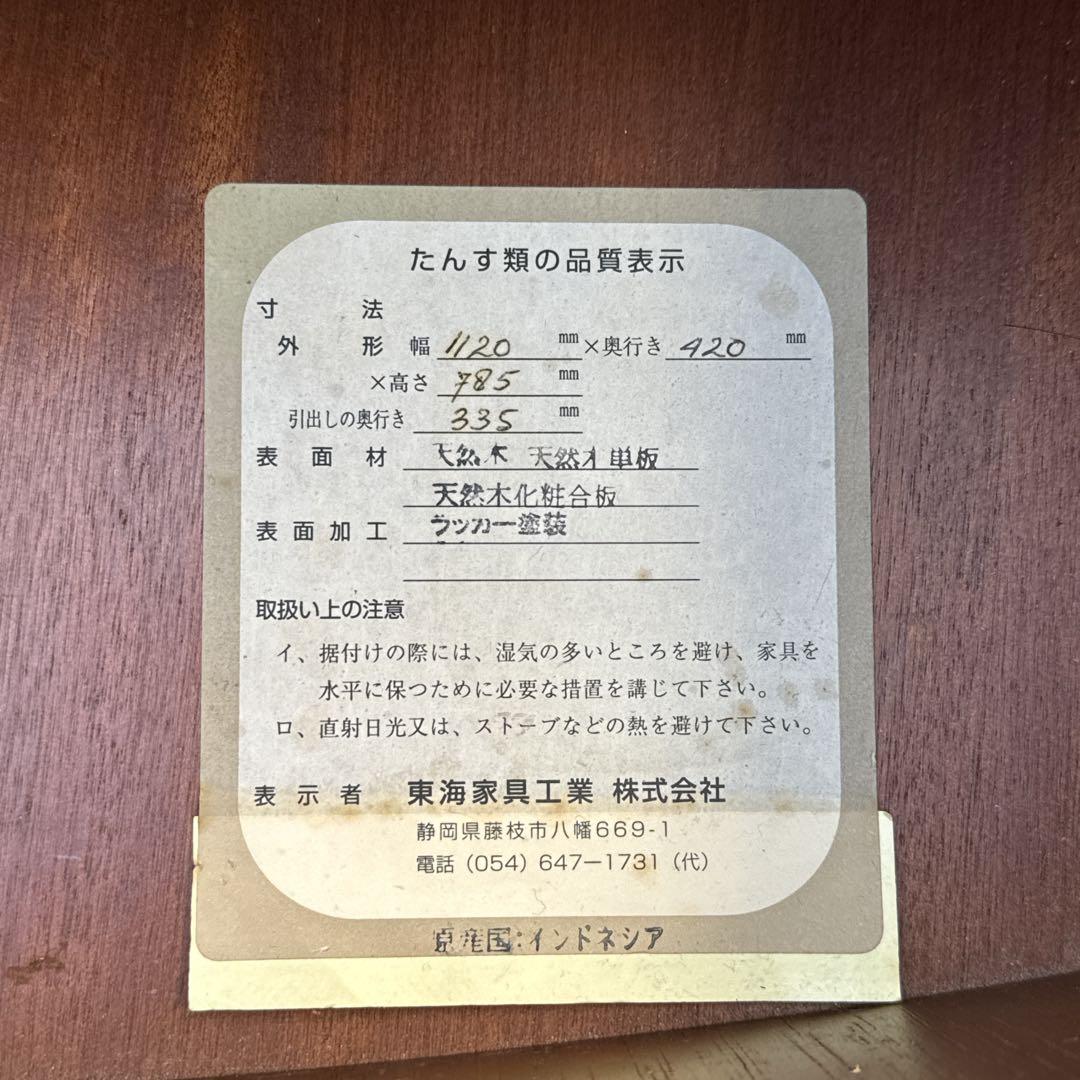 たんす類の品質表示
寸法
外形 幅 1120 mm ×奥行き 420 mm
×高さ 785 mm
引出しの奥行き 335 mm
表面材 天然木 天然木単板
天然木化粧合板
表面加工 ラッカー塗装
取扱い上の注意
イ、据付けの際には、湿気の多いところを避け、家具を
水平に保つために必要な措置を講じて下さい。
ロ、直射日光又は、ストーブなどの熱を避けて下さい。
表示者 東海家具工業 株式会社
静岡県藤枝市八幡669-1
電話（054）647ー1731（代）
原産国:インドネシア